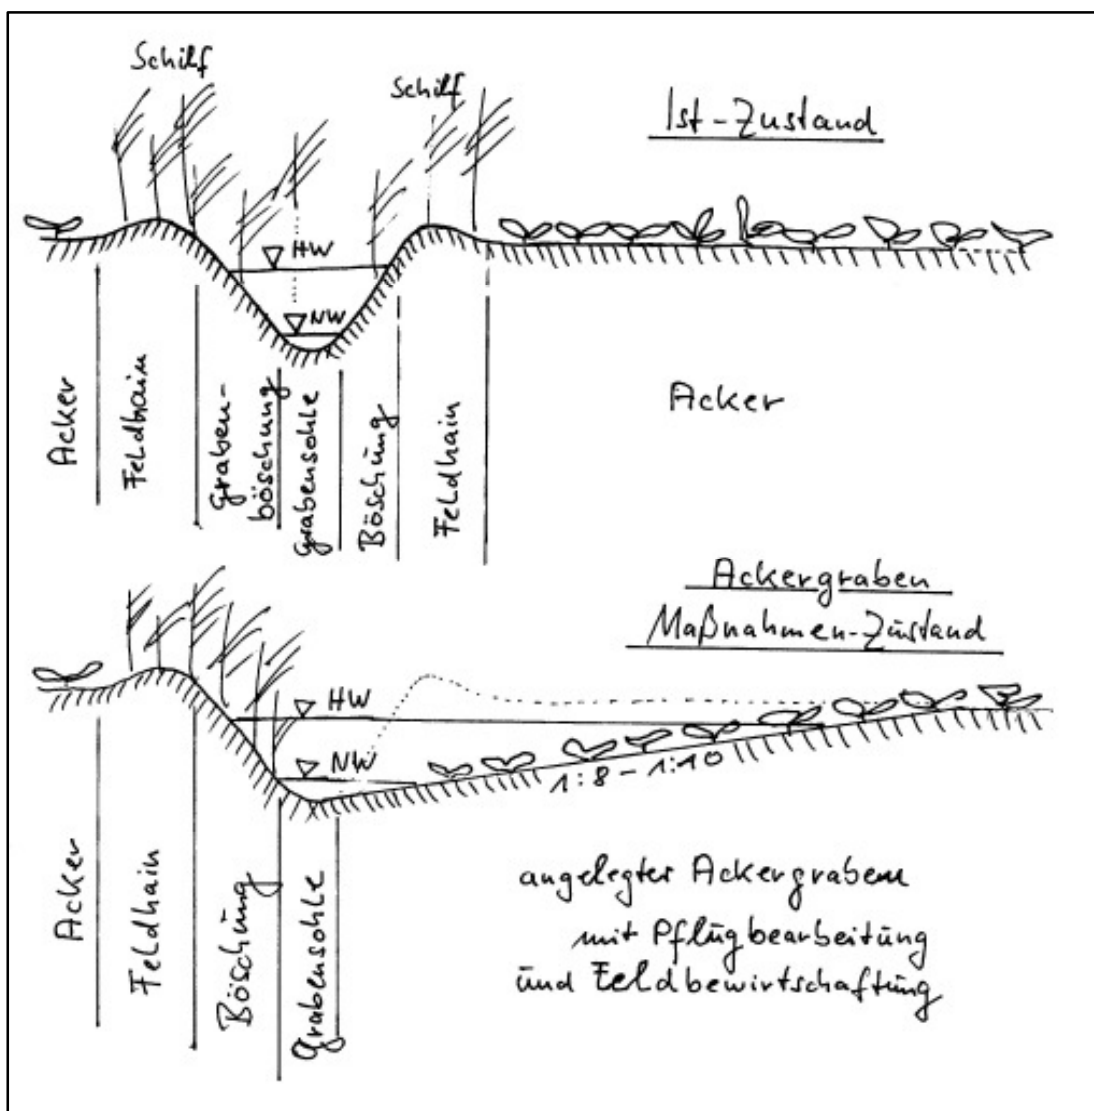 Schilf
Schilf
Ist-Zustand
HW
NW
Acker
Feldhain
Graben-
böschung
Grabensohle
Böschung
Feldhain
Acker
Ackergraben
Maßnahmen-Zustand
HW
NW
1:8 - 1:10
Acker
Feldhain
Böschung
Grabensohle
angelegter Ackergraben
mit Pflugbearbeitung
und Feldbewirtschaftung